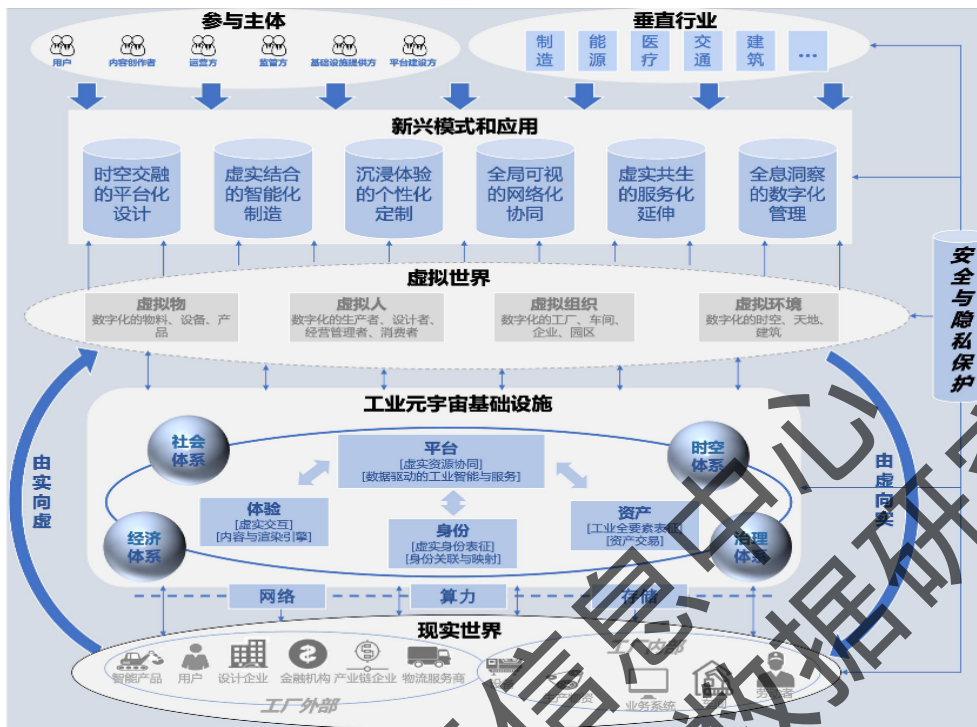 参与主体
垂直行业
用户
内容创作者
运营方
监管方
基础设施提供方
平台建设方
制造
能源
医疗
交通
建筑
...
新兴模式和应用
时空交融
的平台化
设计
虚实结合
的智能化
制造
沉浸体验
的个性化
定制
全局可视
的网络化
协同
虚实共生
的服务化
延伸
全息洞察
的数字化
管理
安全与隐私保护
虚拟世界
虚拟物
数字化的物料、设备、产
品
虚拟人
数字化的生产者、设计者、
经营管理者、消费者
虚拟组织
数字化的工厂、车间、
企业、园区
虚拟环境
数字化的时空、天地、
建筑
由实向虚
由虚向实
工业元宇宙基础设施
社会
体系
时空
体系
经济
体系
治理
体系
平台
[虚实资源协同]
[数据驱动的工业智能与服务]
体验
[虚实交互]
[内容与渲染引擎]
身份
[虚实身份表征]
[身份关联与映射]
资产
[工业全要素表征]
[资产交易]
网络
算力
存储
现实世界
智能产品
用户
设计企业
金融机构
产业链企业
物流服务商
工厂外部
工厂内部
业务系统
劳动者
信息中心
数据研